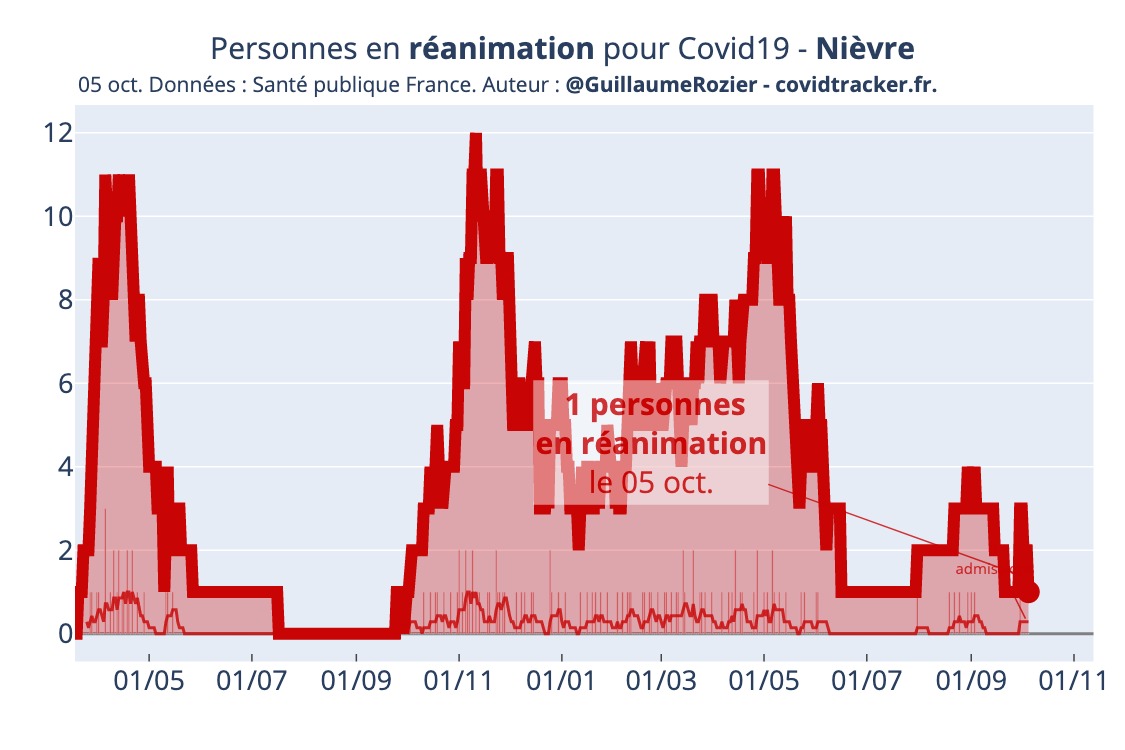 Personnes en réanimation pour Covid19 - Nièvre
05 oct. Données : Santé publique France. Auteur : @GuillaumeRozier - covidtracker.fr.
12
10
8
6
4
2
0
1 personnes
en réanimation
le 05 oct.
01/05 01/07 01/09 01/11 01/01 01/03 01/05 01/07 01/09 01/11